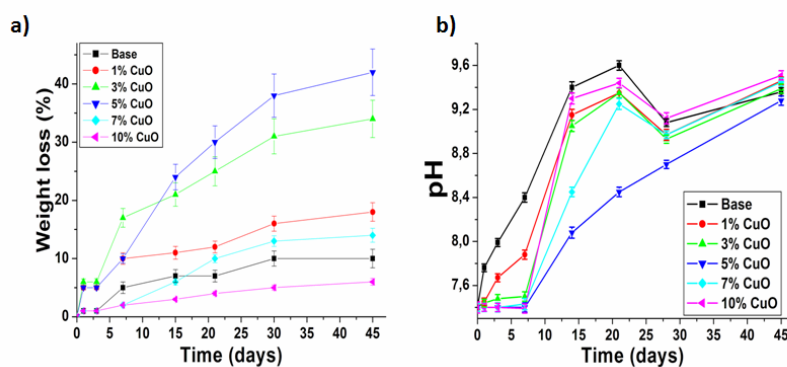 a)
Base
1% CuO
3% CuO
5% CuO
7% CuO
10% CuO
40
30
20
10
0
Weight loss (%)
0 5 10 15 20 25 30 35 40 45
Time (days)
b)
9,6
9,2
8,8
8,4
8,0
7,6
pH
Base
1% CuO
3% CuO
5% CuO
7% CuO
10% CuO
0 5 10 15 20 25 30 35 40 45
Time (days)